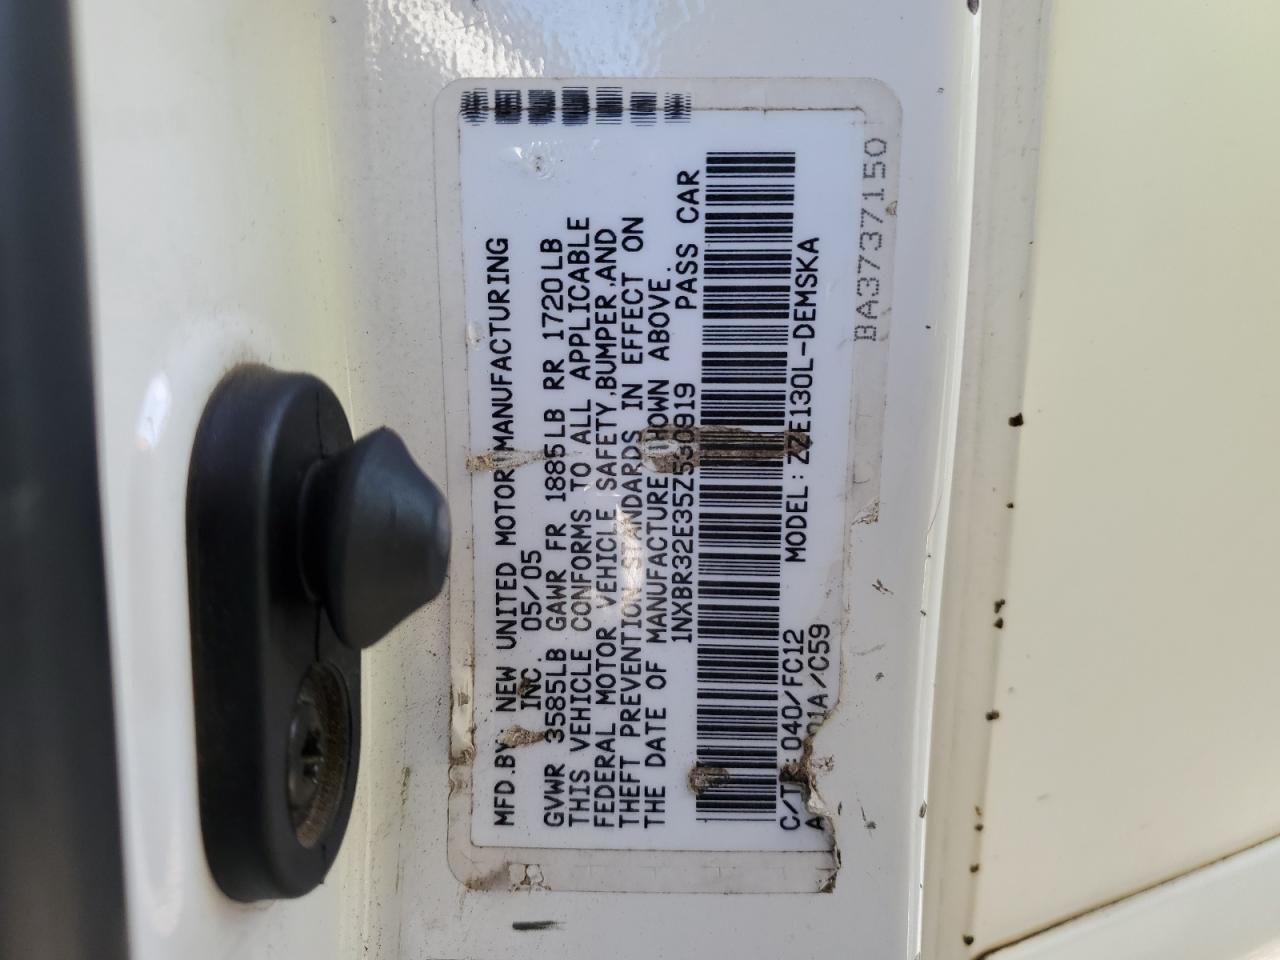 MFD.BY: NEW UNITED MOTOR MANUFACTURING
INC. 05/05
GVWR 3585LB GAWR FR 1885LB RR 1720LB
THIS VEHICLE CONFORMS TO ALL APPLICABLE
FEDERAL MOTOR VEHICLE SAFETY,BUMPER,AND
THEFT PREVENTION STANDARDS IN EFFECT ON
THE DATE OF MANUFACTURE SHOWN ABOVE.
1NXBR32E35Z530919 PASS CAR
C/TR: 040/FC12 MODEL: ZZE130L-DEMSKA
/C59
BA3737150